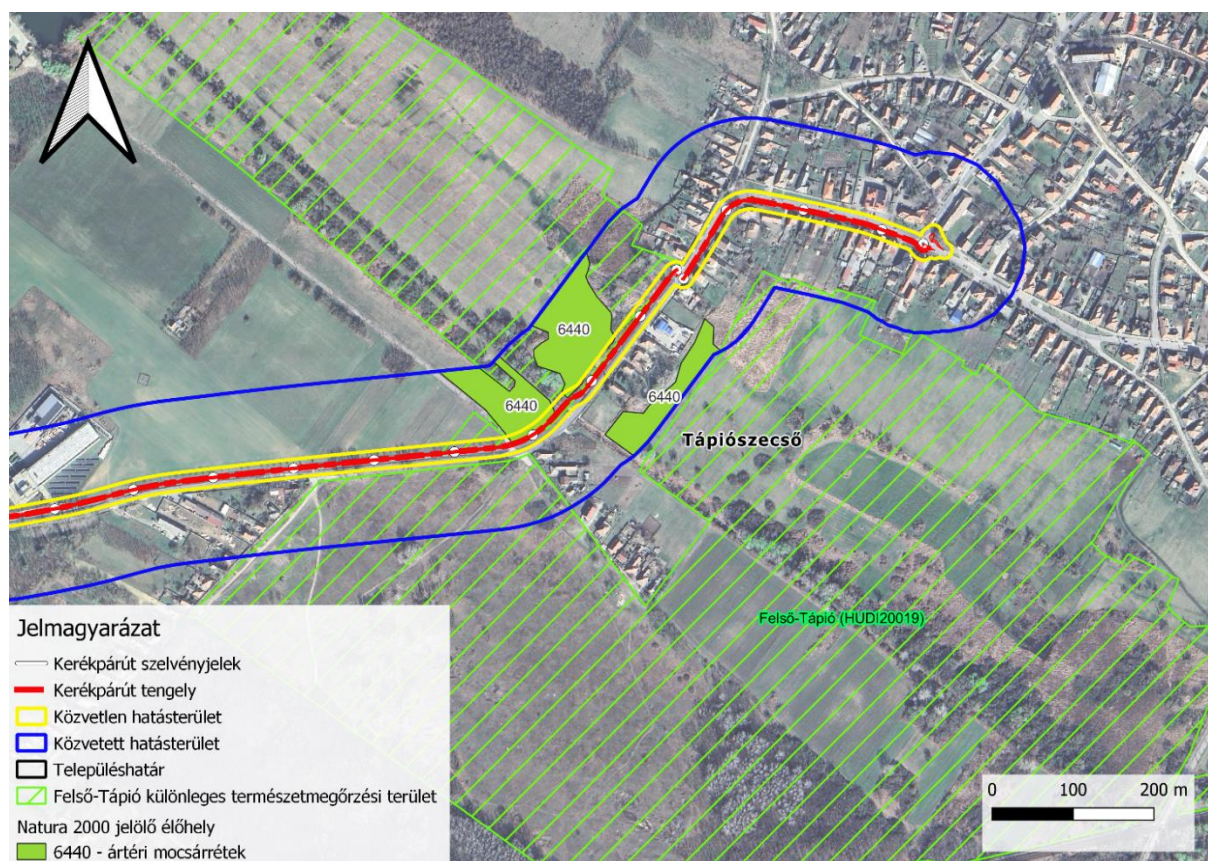 6440
6440
6440
Tápiószecső
Felső-Tápió (HUDI20019)
Jelmagyarázat
Kerékpárút szelvényjelek
Kerékpárút tengely
Közvetlen hatásterület
Közvetett hatásterület
Településhatár
Felső-Tápió különleges természetmegőrzési terület
Natura 2000 jelölő élőhely
6440 - ártéri mocsárrétek
0 100 200 m